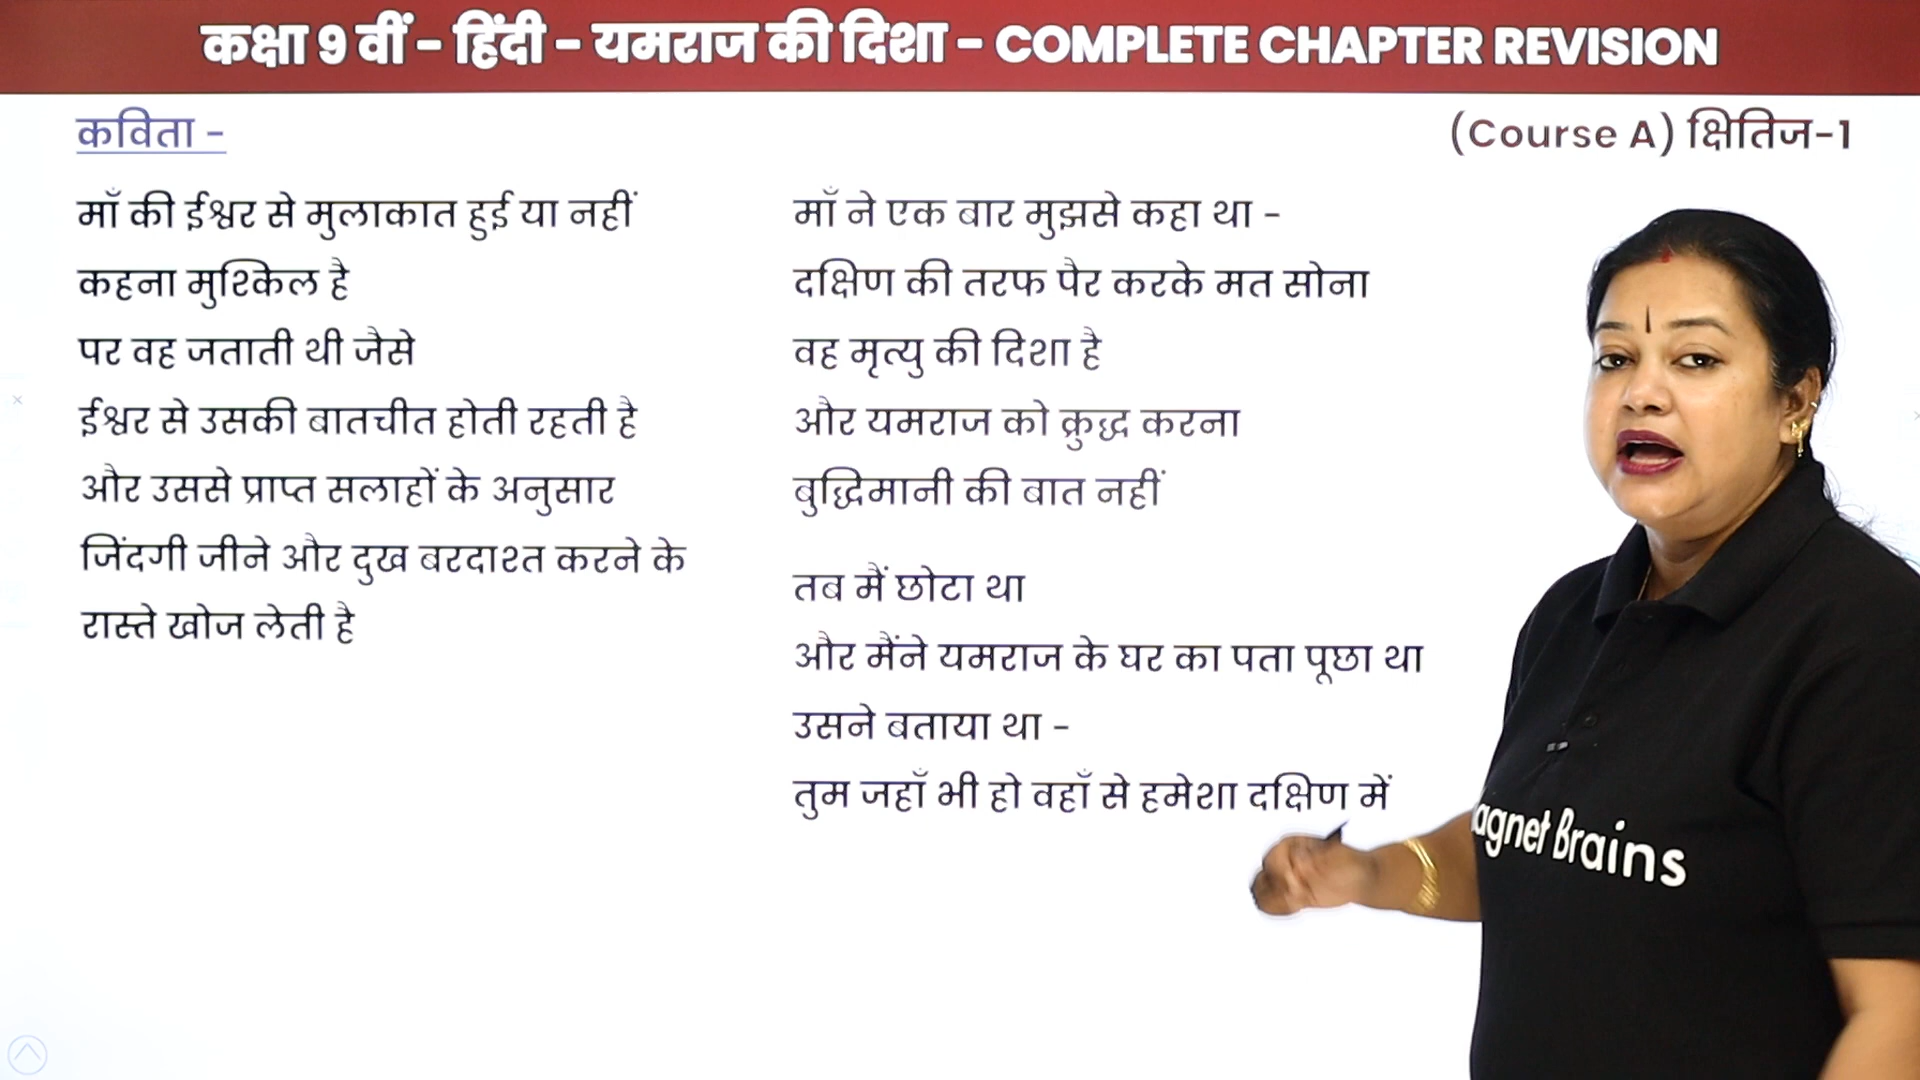 कक्षा 9 वीं - हिंदी - यमराज की दिशा - COMPLETE CHAPTER REVISION
कविता -
(Course A) क्षितिज-1
माँ की ईश्वर से मुलाकात हुई या नहीं
कहना मुश्किल है
पर वह जताती थी जैसे
ईश्वर से उसकी बातचीत होती रहती है
और उससे प्राप्त सलाहों के अनुसार
जिंदगी जीने और दुख बरदाश्त करने के
रास्ते खोज लेती है
माँ ने एक बार मुझसे कहा था -
दक्षिण की तरफ पैर करके मत सोना
वह मृत्यु की दिशा है
और यमराज को क्रुद्ध करना
बुद्धिमानी की बात नहीं
तब मैं छोटा था
और मैंने यमराज के घर का पता पूछा था
उसने बताया था -
तुम जहाँ भी हो वहाँ से हमेशा दक्षिण में
agnet Brains